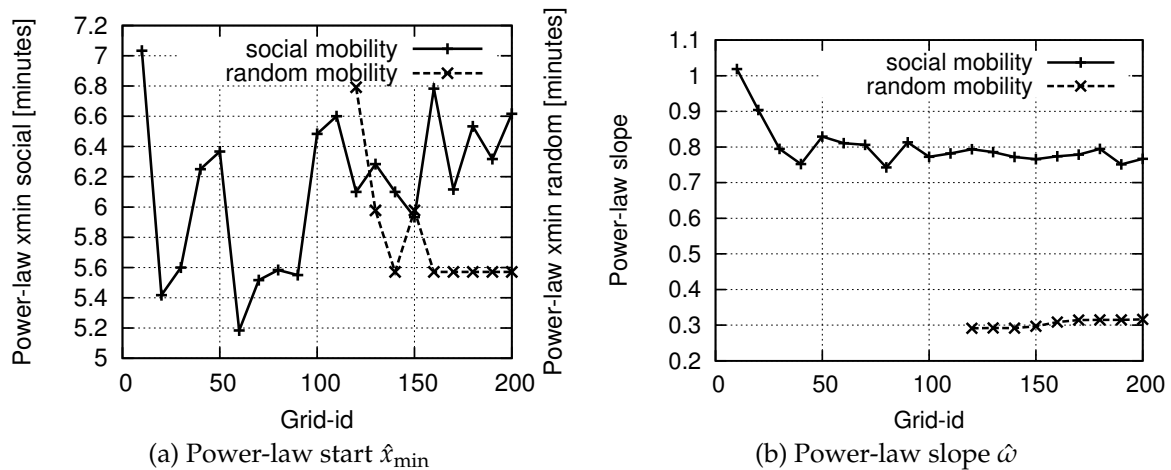 Power-law xmin social [minutes]
7.2
7
6.8
6.6
6.4
6.2
6
5.8
5.6
5.4
5.2
5
social mobility
random mobility
0 50 100 150 200
Grid-id
Power-law xmin random [minutes]
(a) Power-law start x̂min
Power-law slope
1.1
1
0.9
0.8
0.7
0.6
0.5
0.4
0.3
0.2
social mobility
random mobility
0 50 100 150 200
Grid-id
(b) Power-law slope ω̂